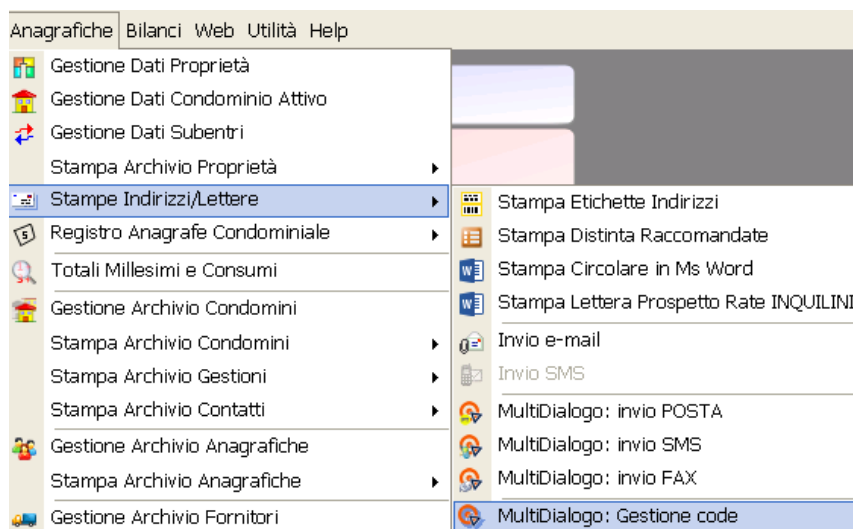 Anagrafiche Bilanci Web Utilità Help
Gestione Dati Proprietà
Gestione Dati Condominio Attivo
Gestione Dati Subentri
Stampa Archivio Proprietà
Stampe Indirizzi/Lettere
Registro Anagrafe Condominiale
Totali Millesimi e Consumi
Gestione Archivio Condomini
Stampa Archivio Condomini
Stampa Archivio Gestioni
Stampa Archivio Contatti
Gestione Archivio Anagrafiche
Stampa Archivio Anagrafiche
Gestione Archivio Fornitori
Stampa Etichette Indirizzi
Stampa Distinta Raccomandate
Stampa Circolare in Ms Word
Stampa Lettera Prospetto Rate INQUILINI
Invio e-mail
Invio SMS
MultiDialogo: invio POSTA
MultiDialogo: invio SMS
MultiDialogo: invio FAX
MultiDialogo: Gestione code